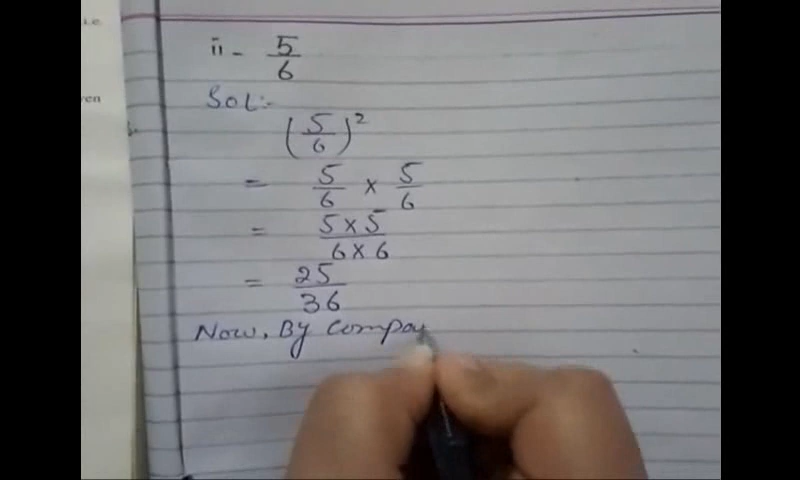 ii - 5/6
Sol:-
(5/6)²
= 5/6 × 5/6
= 5×5/6×6
= 25/36
Now, By Compa